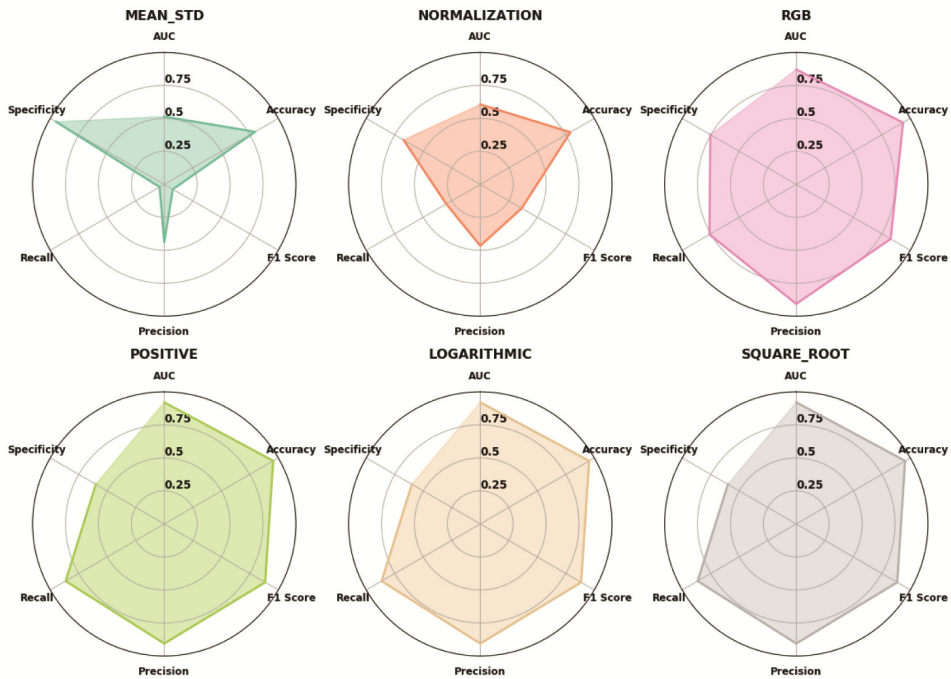 MEAN_STD
AUC
0.75
Specificity
Accuracy
0.5
0.25
Recall
F1 Score
Precision
NORMALIZATION
AUC
0.75
Specificity
Accuracy
0.5
0.25
Recall
F1 Score
Precision
RGB
AUC
0.75
Specificity
Accuracy
0.5
0.25
Recall
F1 Score
Precision
POSITIVE
AUC
0.75
Specificity
Accuracy
0.5
0.25
Recall
F1 Score
Precision
LOGARITHMIC
AUC
0.75
Specificity
Accuracy
0.5
0.25
Recall
F1 Score
Precision
SQUARE_ROOT
AUC
0.75
Specificity
Accuracy
0.5
0.25
Recall
F1 Score
Precision